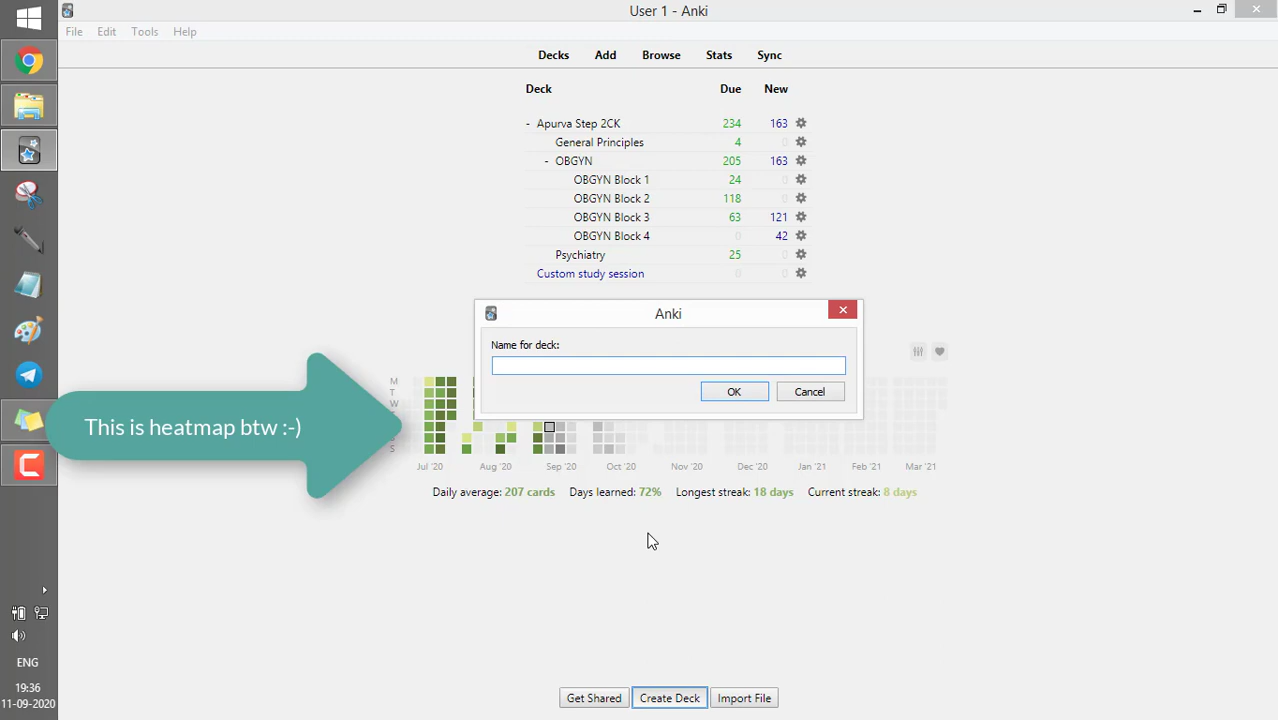 User 1 - Anki
File Edit Tools Help
Decks Add Browse Stats Sync
Deck Due New
- Apurva Step 2CK 234 163
General Principles 4 0
- OBGYN 205 163
OBGYN Block 1 24 0
OBGYN Block 2 118 0
OBGYN Block 3 63 121
OBGYN Block 4 0 42
Psychiatry 25 0
Custom study session 0 0
Anki
Name for deck:
OK Cancel
M
T
W
This is heatmap btw :-)
S
Jul '20 Aug '20 Sep '20 Oct '20 Nov '20 Dec '20 Jan '21 Feb '21 Mar '21
Daily average: 207 cards Days learned: 72% Longest streak: 18 days Current streak: 8 days
Get Shared Create Deck Import File
ENG
19:36
11-09-2020